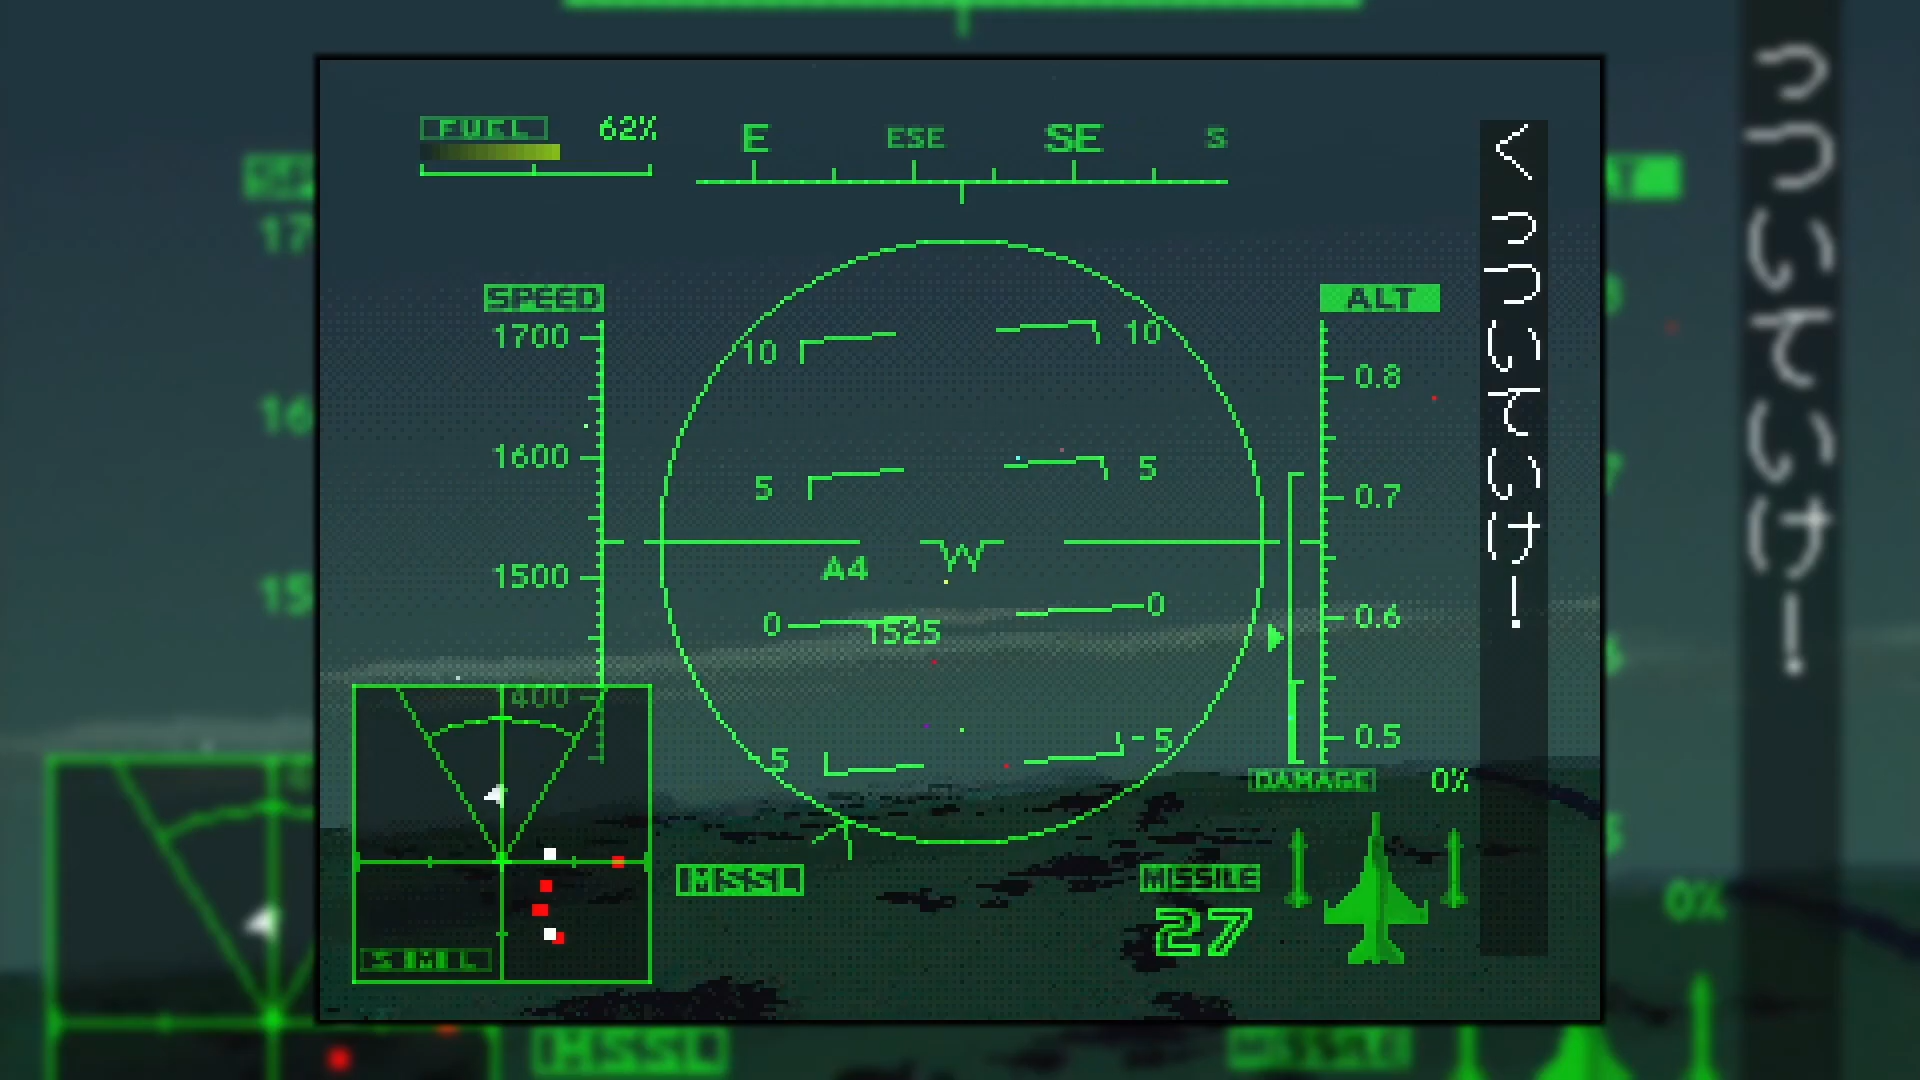 FUEL 62%
E ESE SE S
SPEED
1700
1600
1500
400
ALT
0.8
0.7
0.6
0.5
10 10
5 5
A4
0 0
1525
5 -5
DAMAGE 0%
MSSL
MISSILE
27
5 MIL
くっついていけ!